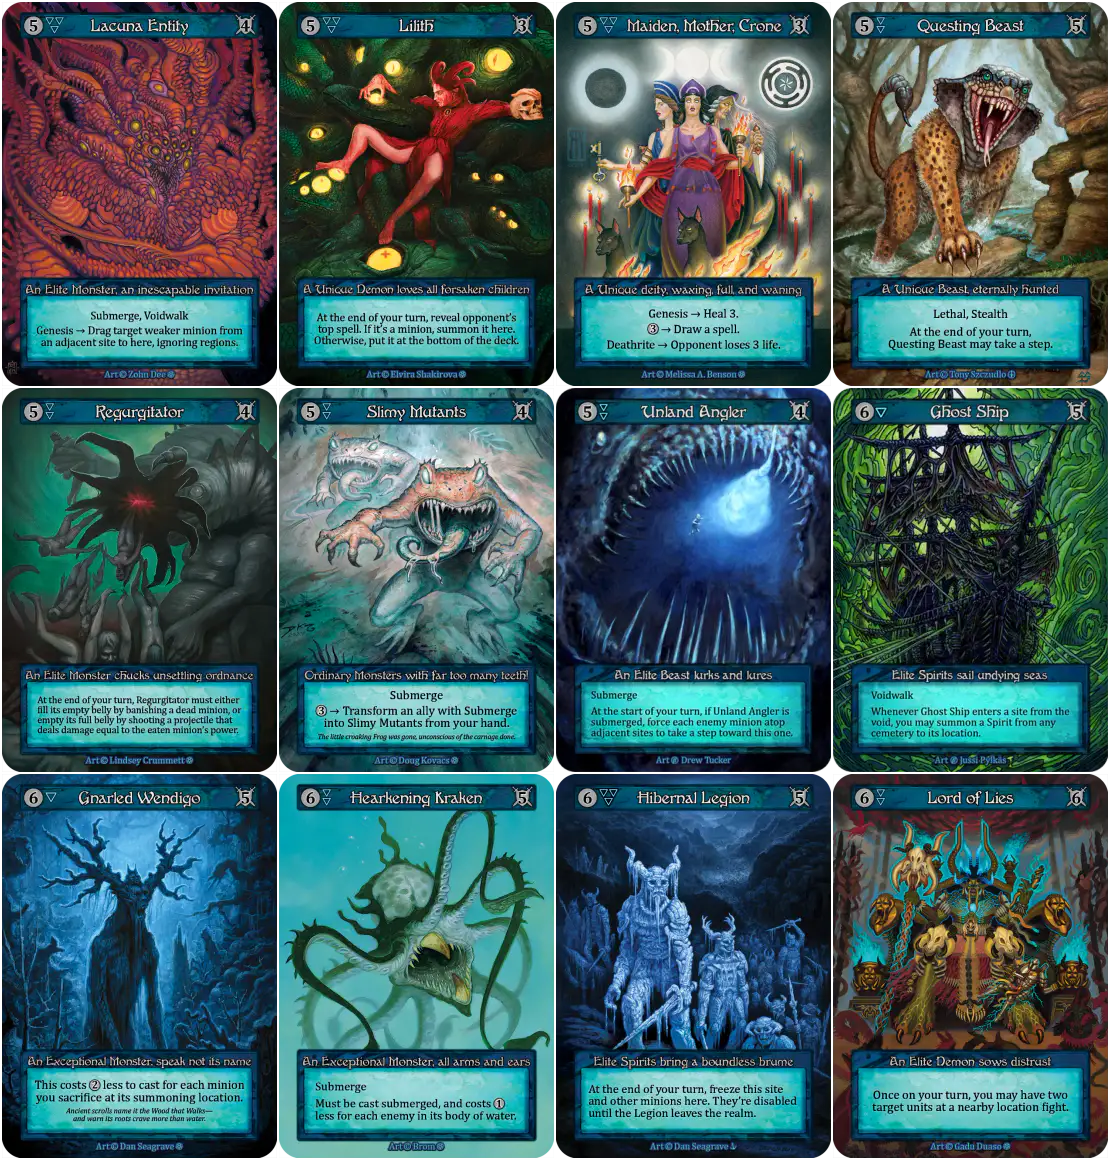 5 Lacuna Entity 4
An Elite Monster, an inescapable invitation
Submerge, Voidwalk
Genesis → Drag target weaker minion from
an adjacent site to here, ignoring regions.
Art © Zolm Dee
5 Lilith 3
A Unique Demon loves all forsaken children
At the end of your turn, reveal opponent's
top spell. If it's a minion, summon it here.
Otherwise, put it at the bottom of the deck.
Art © Elvira Shakirova
5 Maiden, Mother, Crone 3
A Unique deity, waxing, full, and waning
Genesis → Heal 3.
③ → Draw a spell.
Deathrite → Opponent loses 3 life.
Art © Melissa A. Benson
5 Questing Beast 5
A Unique Beast, eternally hunted
Lethal, Stealth
At the end of your turn,
Questing Beast may take a step.
Art © Tony Szczudlo
5 Regurgitator 4
An Elite Monster chucks unsettling ordnance
At the end of your turn, Regurgitator must either
fill its empty belly by banishing a dead minion, or
empty its full belly by shooting a projectile that
deals damage equal to the eaten minion's power.
Art © Lindsey Crummett
5 Slimy Mutants 4
Ordinary Monsters with far too many teeth!
Submerge
③ → Transform an ally with Submerge
into Slimy Mutants from your hand.
The little croaking Frog was gone, unconscious of the carnage done.
Art © Doug Kovacs
5 Unland Angler 4
An Elite Beast lurks and lures
Submerge
At the start of your turn, if Unland Angler is
submerged, force each enemy minion atop
adjacent sites to take a step toward this one.
Art Drew Tucker
6 Ghost Ship 5
Elite Spirits sail undying seas
Voidwalk
Whenever Ghost Ship enters a site from the
void, you may summon a Spirit from any
cemetery to its location.
Art Jussi Pylkäs
6 Gnarled Wendigo 5
An Exceptional Monster, speak not its name
This costs ② less to cast for each minion
you sacrifice at its summoning location.
Ancient scrolls name it the Wood that Walks—
and warn its roots crave more than water.
Art © Dan Seagrave
6 Hearkening Kraken 5
An Exceptional Monster, all arms and ears
Submerge
Must be cast submerged, and costs ①
less for each enemy in its body of water.
Art © Brom
6 Hibernal Legion 5
Elite Spirits bring a boundless brume
At the end of your turn, freeze this site
and other minions here. They're disabled
until the Legion leaves the realm.
Art © Dan Seagrave
6 Lord of Lies 6
An Elite Demon sows distrust
Once on your turn, you may have two
target units at a nearby location fight.
Art © Gadu Duaso